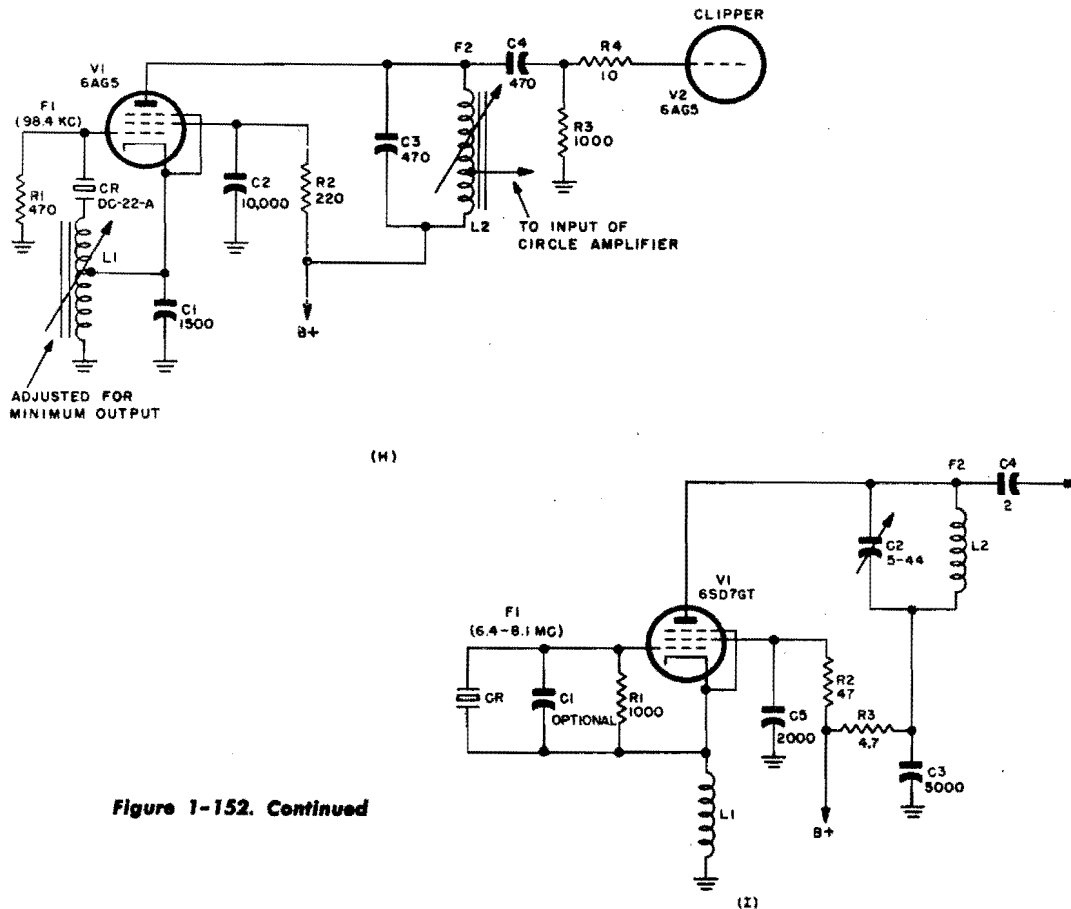 CLIPPER
V1
6AG5
F1
(98.4 KC)
R1
470
CR
DC-22-A
L1
C1
1500
ADJUSTED FOR
MINIMUM OUTPUT
C2
10,000
R2
220
B+
C3
470
F2
L2
C4
470
R3
1000
R4
10
V2
6AG5
TO INPUT OF
CIRCLE AMPLIFIER
(H)
F1
(6.4-8.1 MC)
CR
C1
OPTIONAL
R1
1000
V1
6SD7GT
L1
C5
2000
R2
47
R3
4.7
B+
C3
5000
C2
5-44
F2
L2
C4
2
(I)
Figure 1-152. Continued